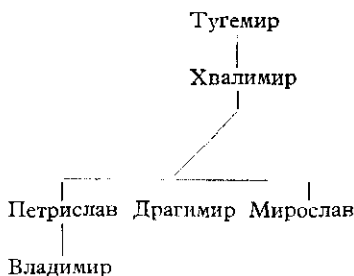 Тугемир
Хвалимир
Петрислав Драгимир Мирослав
Владимир